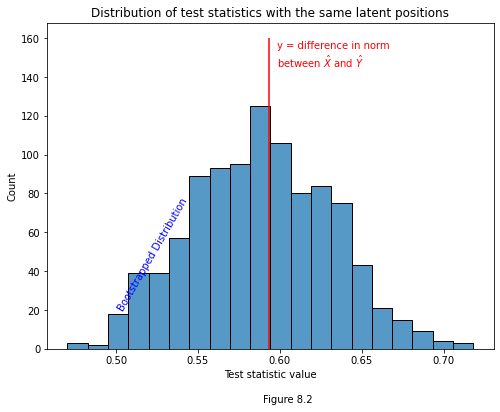 Distribution of test statistics with the same latent positions
160
140
120
100
80
60
40
20
0
Count
y = difference in norm
between X̂ and Ŷ
Bootstrapped Distribution
0.50 0.55 0.60 0.65 0.70
Test statistic value
Figure 8.2